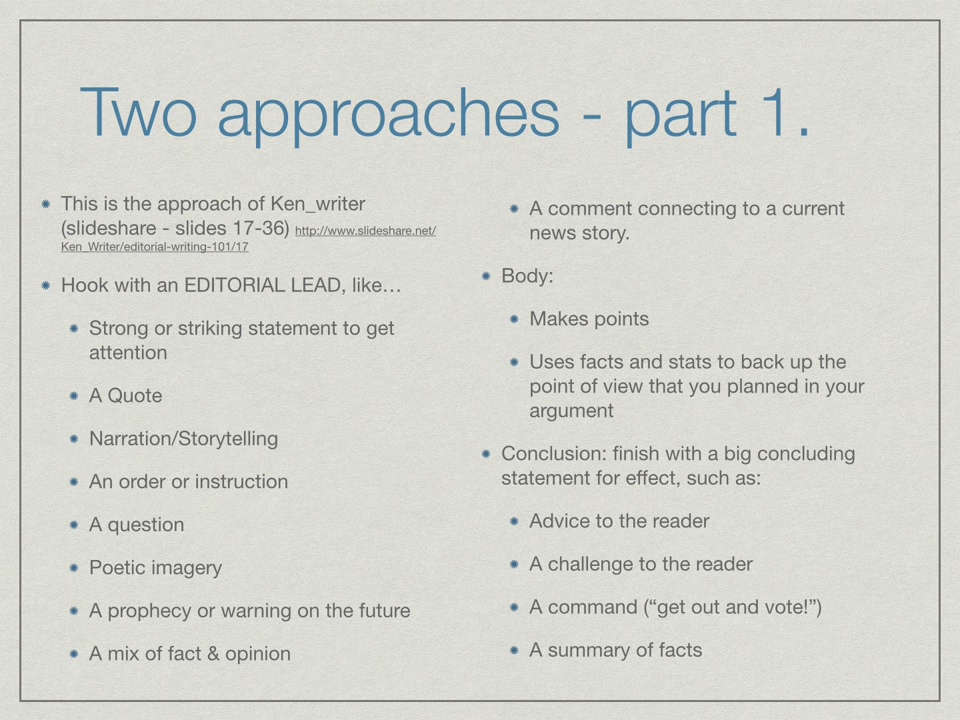 Two approaches - part 1.
This is the approach of Ken_writer
(slideshare - slides 17-36) http://www.slideshare.net/
Ken_Writer/editorial-writing-101/17
Hook with an EDITORIAL LEAD, like…
Strong or striking statement to get
attention
A Quote
Narration/Storytelling
An order or instruction
A question
Poetic imagery
A prophecy or warning on the future
A mix of fact & opinion
A comment connecting to a current
news story.
Body:
Makes points
Uses facts and stats to back up the
point of view that you planned in your
argument
Conclusion: finish with a big concluding
statement for effect, such as:
Advice to the reader
A challenge to the reader
A command (“get out and vote!”)
A summary of facts